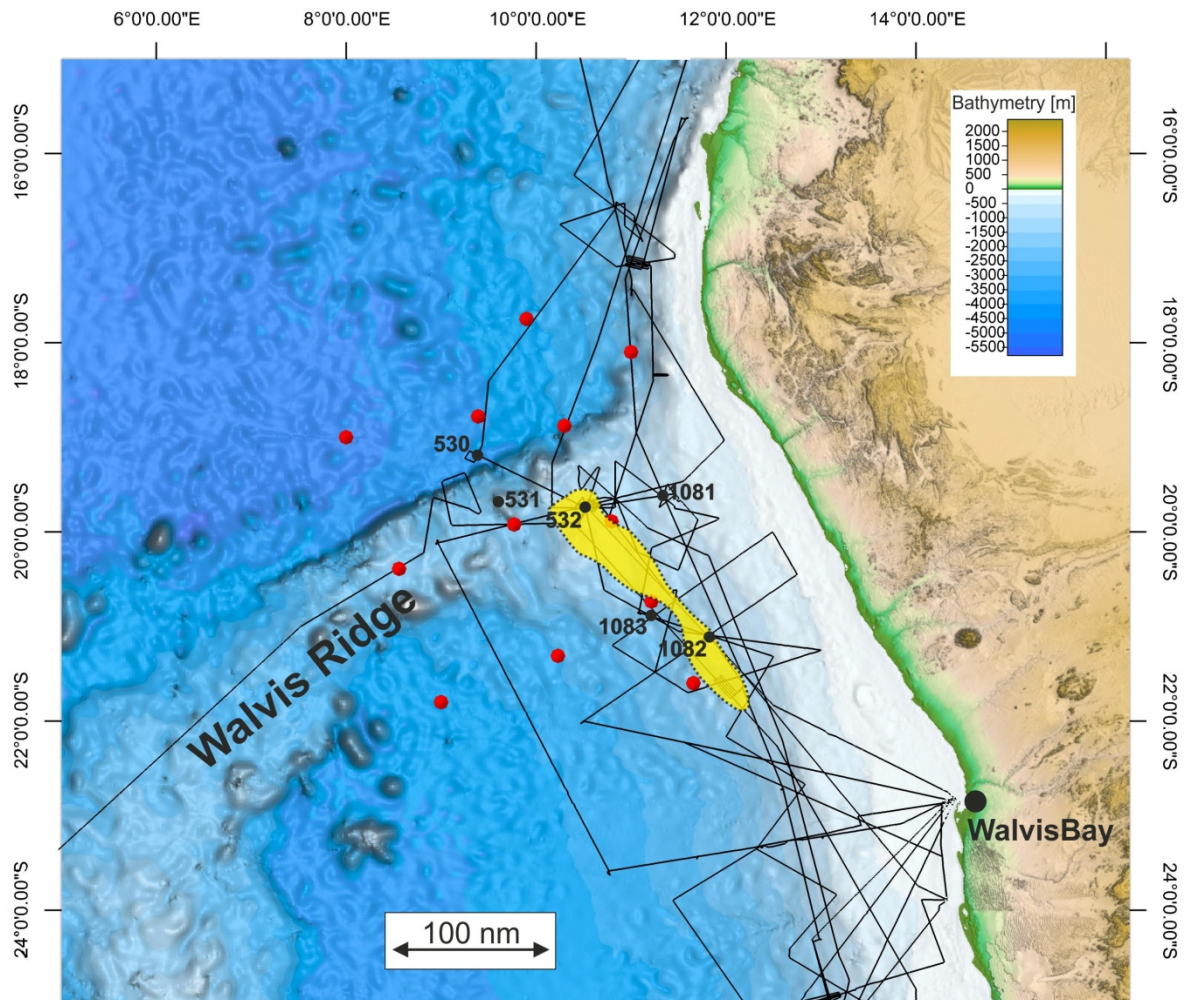 6°0'0.00"E
8°0'0.00"E
10°0'0.00"E
12°0'0.00"E
14°0'0.00"E
16°0'0.00"S
18°0'0.00"S
20°0'0.00"S
22°0'0.00"S
24°0'0.00"S
Bathymetry [m]
2000
1500
1000
500
0
-500
-1000
-1500
-2000
-2500
-3000
-3500
-4000
-4500
-5000
-5500
16°0'0.00"S
18°0'0.00"S
20°0'0.00"S
22°0'0.00"S
24°0'0.00"S
530
531
532
1081
1083
1082
Walvis Ridge
WalvisBay
100 nm